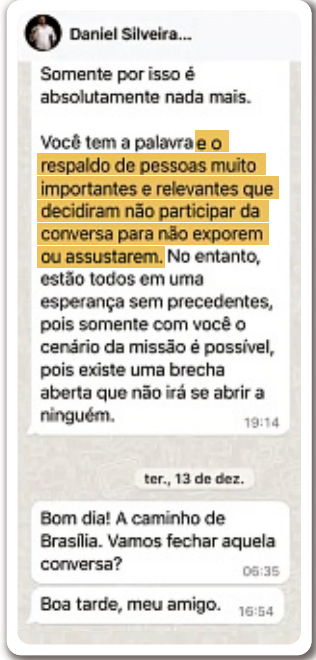 Daniel Silveira...
Somente por isso é
absolutamente nada mais.
Você tem a palavra e o
respaldo de pessoas muito
importantes e relevantes que
decidiram não participar da
conversa para não exporem
ou assustarem. No entanto,
estão todos em uma
esperança sem precedentes,
pois somente com você o
cenário da missão é possível,
pois existe uma brecha
aberta que não irá se abrir a
ninguém.
19:14
ter., 13 de dez.
Bom dia! A caminho de
Brasília. Vamos fechar aquela
conversa?
06:35
Boa tarde, meu amigo.
16:54